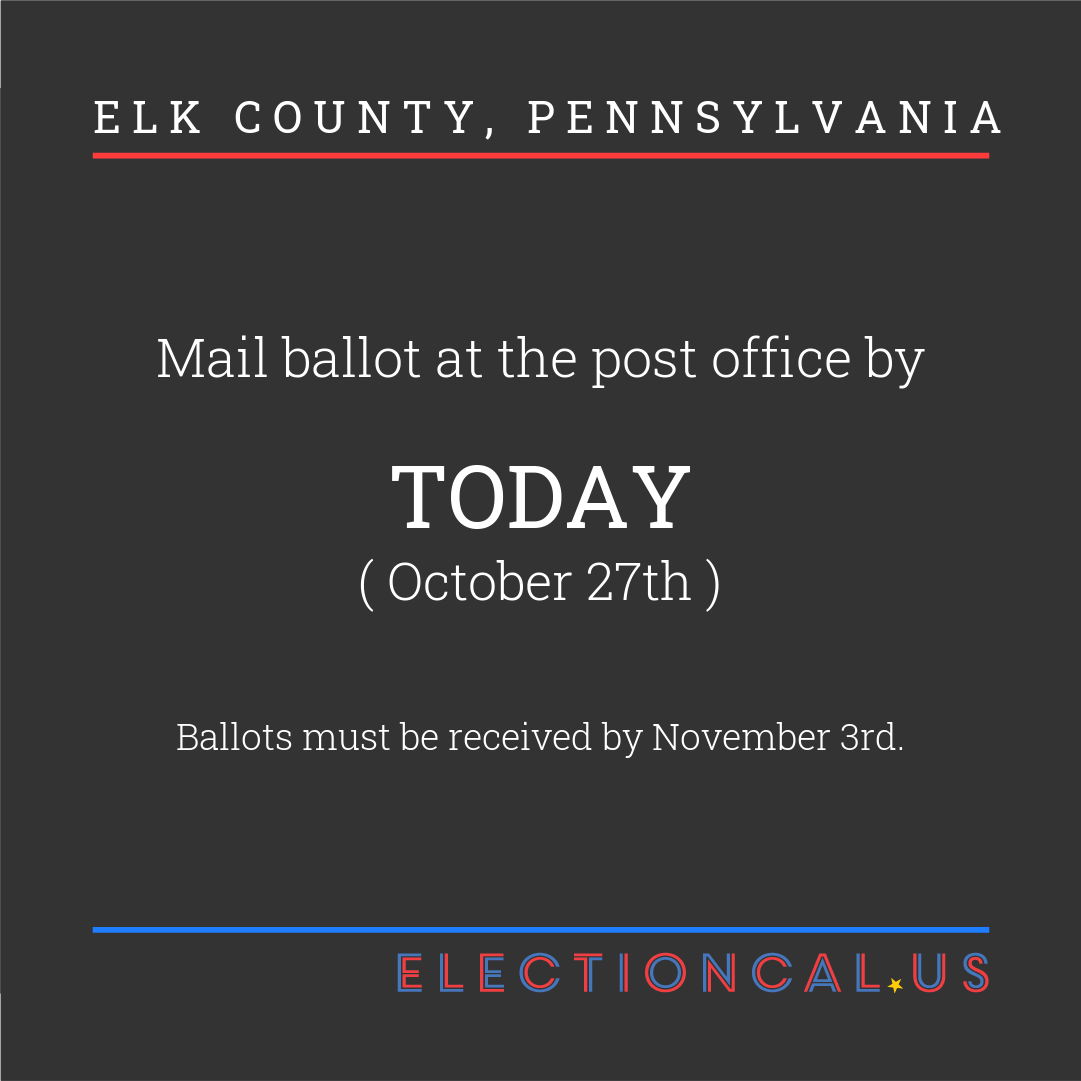 ELK COUNTY, PENNSYLVANIA
Mail ballot at the post office by
TODAY
( October 27th )
Ballots must be received by November 3rd.
ELECTIONCAL.US